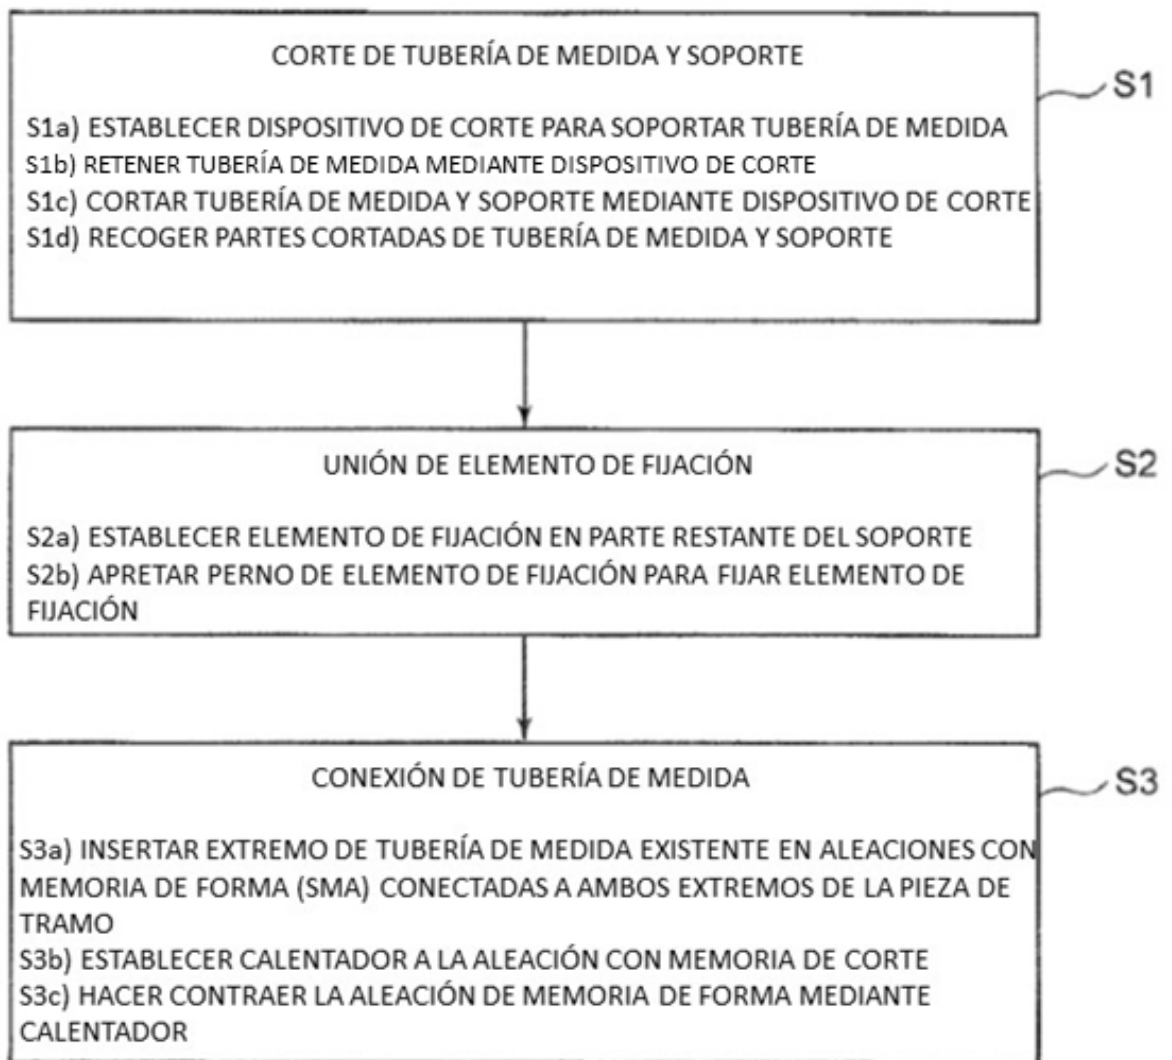 CORTE DE TUBERÍA DE MEDIDA Y SOPORTE
S1
S1a) ESTABLECER DISPOSITIVO DE CORTE PARA SOPORTAR TUBERÍA DE MEDIDA
S1b) RETENER TUBERÍA DE MEDIDA MEDIANTE DISPOSITIVO DE CORTE
S1c) CORTAR TUBERÍA DE MEDIDA Y SOPORTE MEDIANTE DISPOSITIVO DE CORTE
S1d) RECOGER PARTES CORTADAS DE TUBERÍA DE MEDIDA Y SOPORTE
UNIÓN DE ELEMENTO DE FIJACIÓN
S2
S2a) ESTABLECER ELEMENTO DE FIJACIÓN EN PARTE RESTANTE DEL SOPORTE
S2b) APRETAR PERNO DE ELEMENTO DE FIJACIÓN PARA FIJAR ELEMENTO DE
FIJACIÓN
CONEXIÓN DE TUBERÍA DE MEDIDA
S3
S3a) INSERTAR EXTREMO DE TUBERÍA DE MEDIDA EXISTENTE EN ALEACIONES CON
MEMORIA DE FORMA (SMA) CONECTADAS A AMBOS EXTREMOS DE LA PIEZA DE
TRAMO
S3b) ESTABLECER CALENTADOR A LA ALEACIÓN CON MEMORIA DE CORTE
S3c) HACER CONTRAER LA ALEACIÓN DE MEMORIA DE FORMA MEDIANTE
CALENTADOR